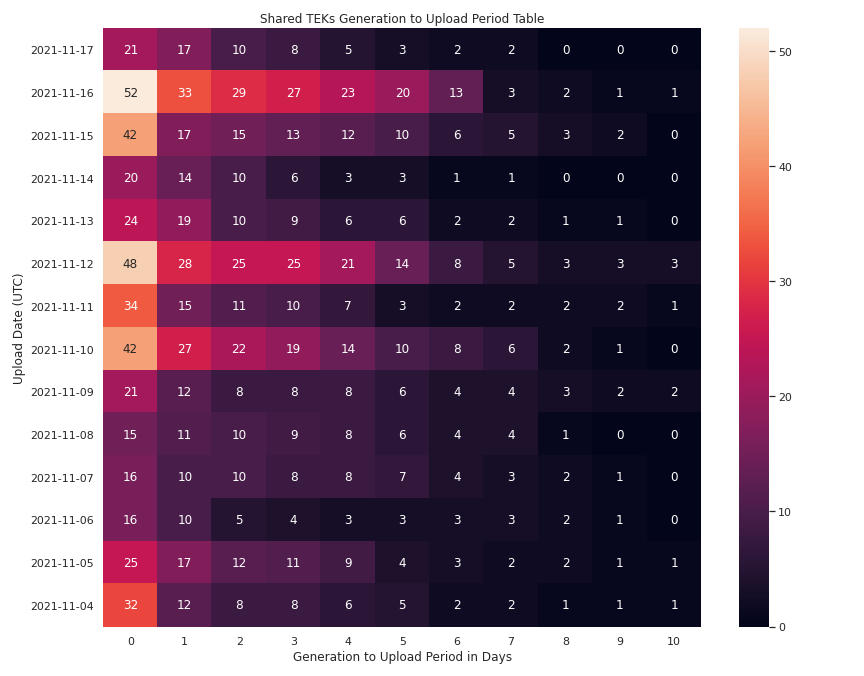 Shared TEKs Generation to Upload Period Table
2021-11-17 21 17 10 8 5 3 2 2 0 0 0
2021-11-16 52 33 29 27 23 20 13 3 2 1 1
2021-11-15 42 17 15 13 12 10 6 5 3 2 0
2021-11-14 20 14 10 6 3 3 1 1 0 0 0
2021-11-13 24 19 10 9 6 6 2 2 1 1 0
2021-11-12 48 28 25 25 21 14 8 5 3 3 3
2021-11-11 34 15 11 10 7 3 2 2 2 2 1
2021-11-10 42 27 22 19 14 10 8 6 2 1 0
2021-11-09 21 12 8 8 8 6 4 4 3 2 2
2021-11-08 15 11 10 9 8 6 4 4 1 0 0
2021-11-07 16 10 10 8 8 7 4 3 2 1 0
2021-11-06 16 10 5 4 3 3 3 3 2 1 0
2021-11-05 25 17 12 11 9 4 3 2 2 1 1
2021-11-04 32 12 8 8 6 5 2 2 1 1 1
0 1 2 3 4 5 6 7 8 9 10
Generation to Upload Period in Days
Upload Date (UTC)
50
40
30
20
10
0